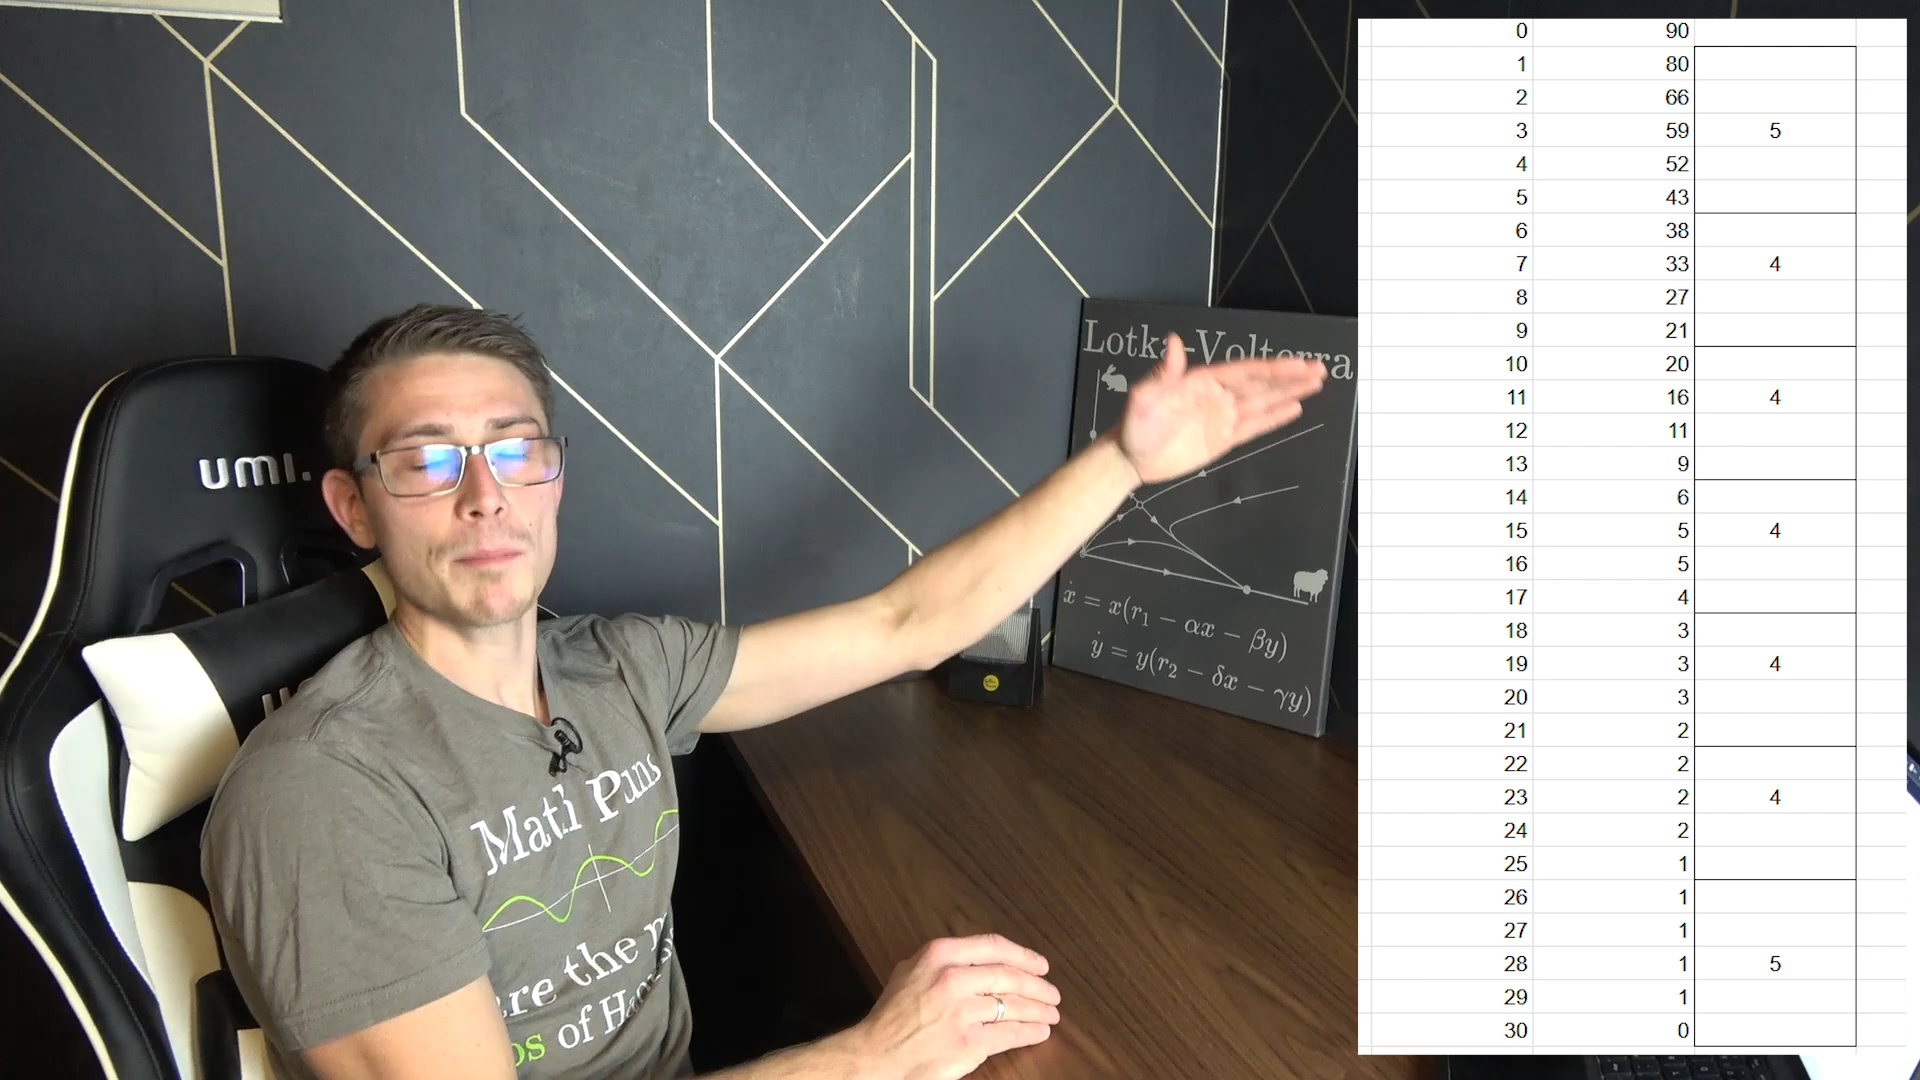 umi.
Lotka-Volterra
ẋ = x(r₁ − αx − βy)
ẏ = y(r₂ − δx − γy)
Math Puns
are the
of
0 90
1 80
2 66
3 59 5
4 52
5 43
6 38
7 33 4
8 27
9 21
10 20
11 16 4
12 11
13 9
14 6
15 5 4
16 5
17 4
18 3
19 3 4
20 3
21 2
22 2
23 2 4
24 2
25 1
26 1
27 1
28 1 5
29 1
30 0